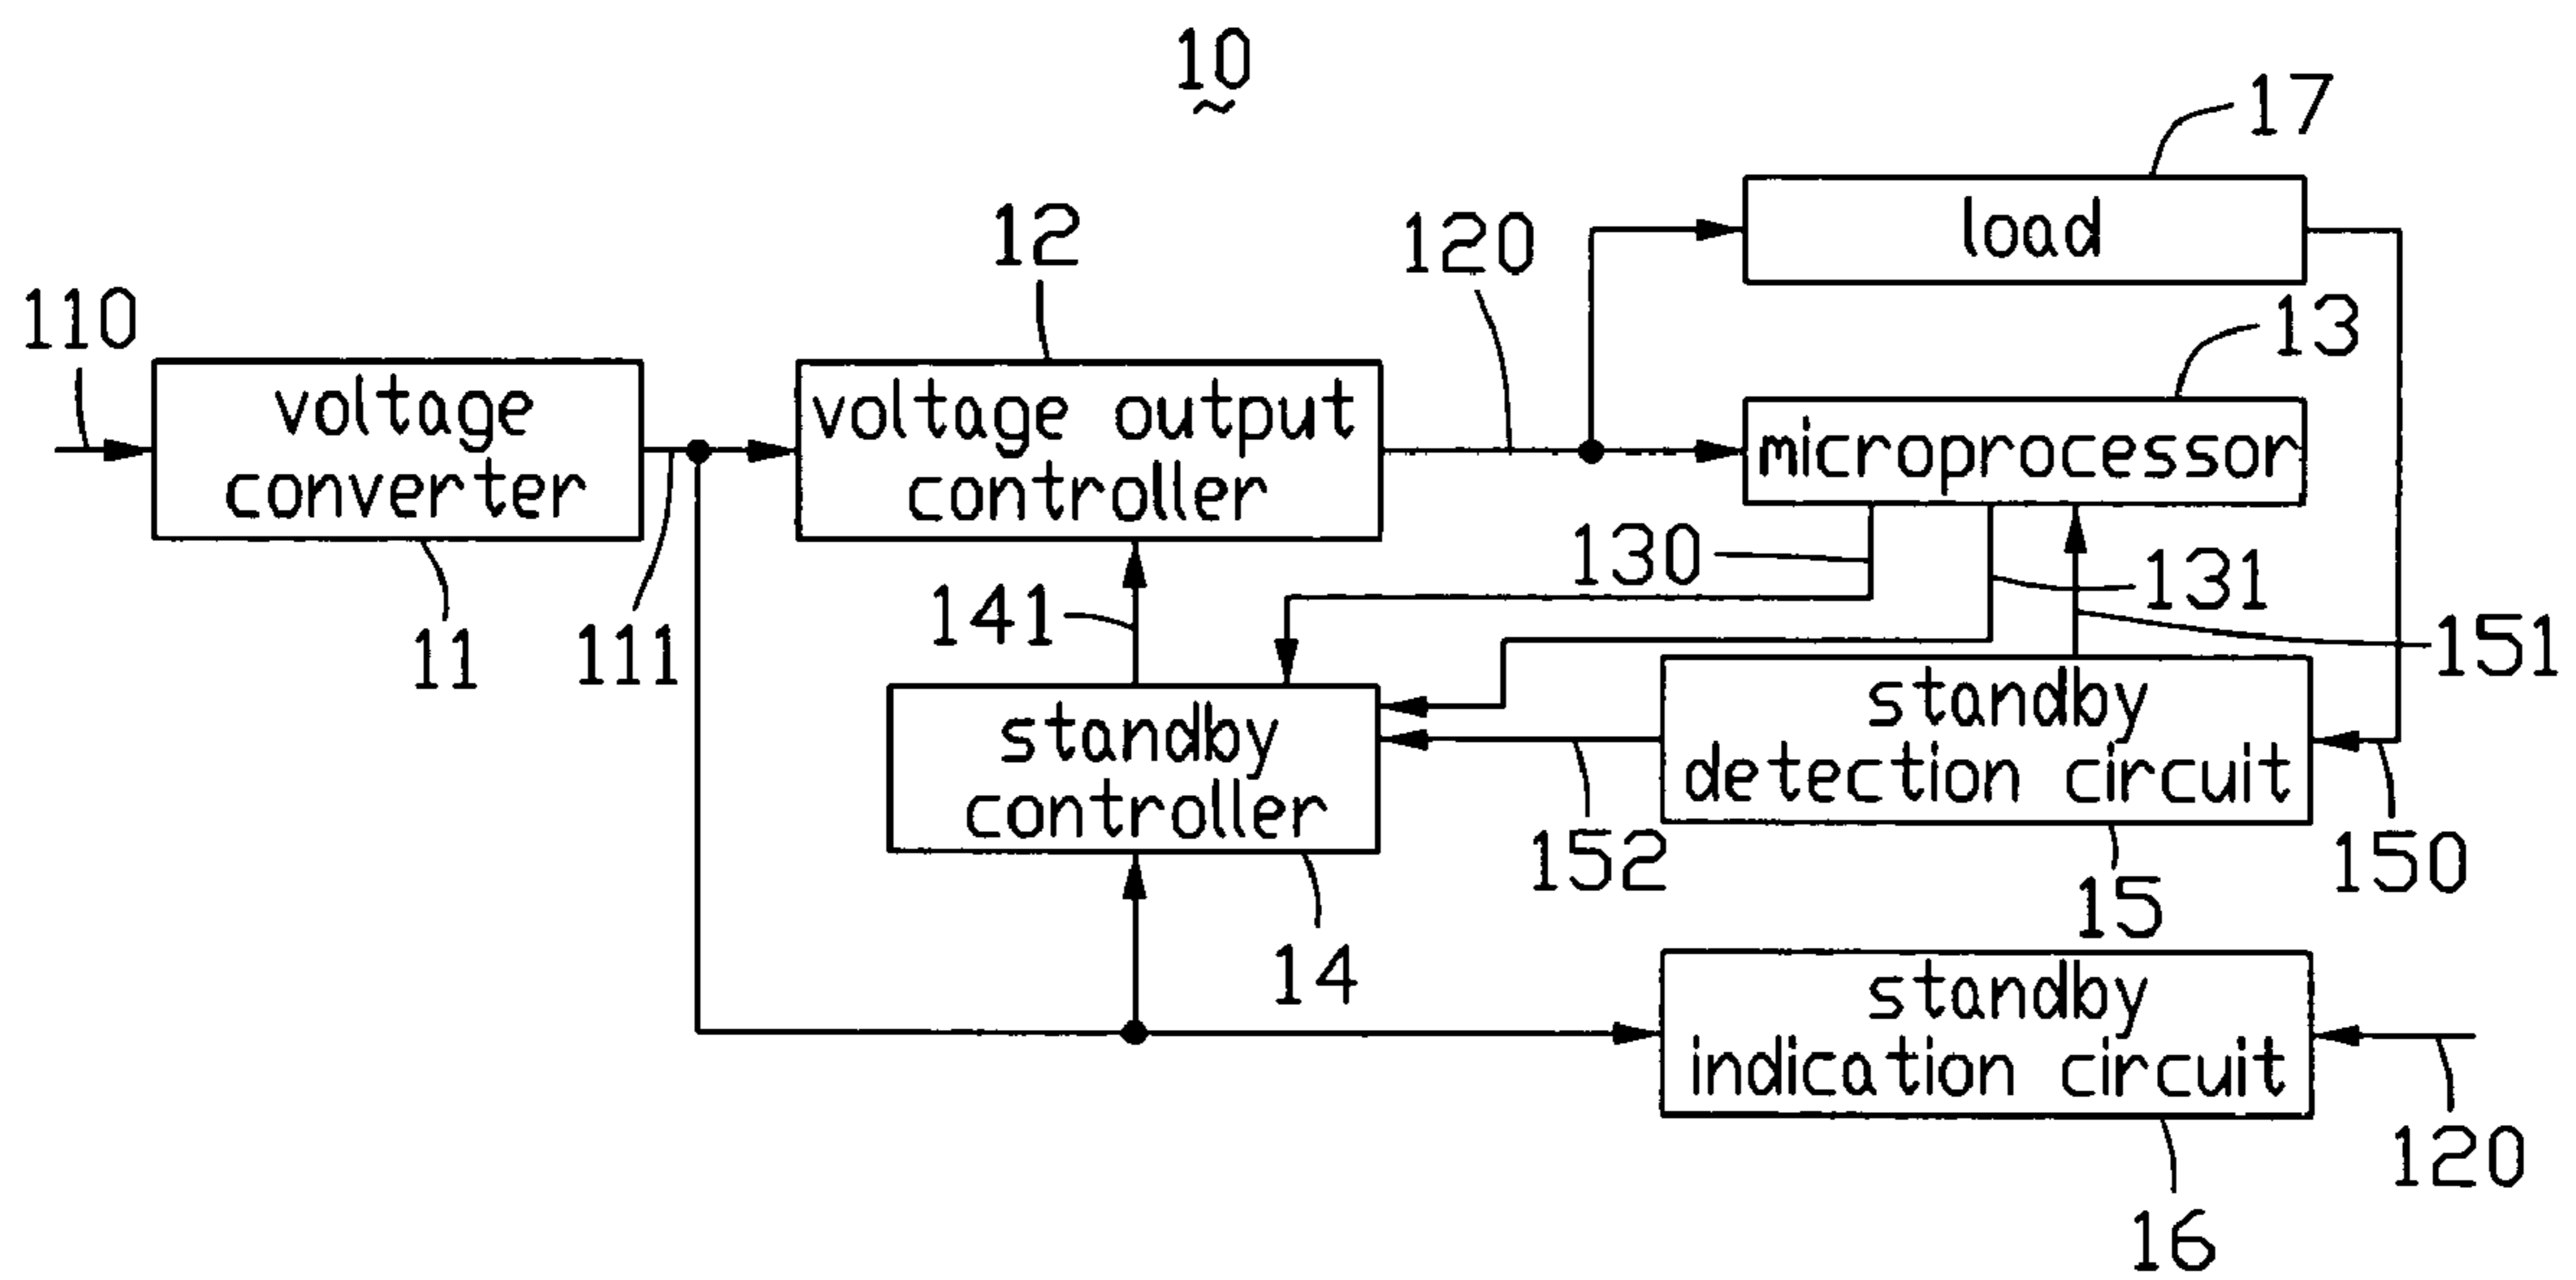 10
17
load
12
120
110
13
voltage
converter
voltage output
controller
microprocessor
130
131
141
11
111
151
standby
controller
standby
detection circuit
152
150
15
14
standby
indication circuit
120
16